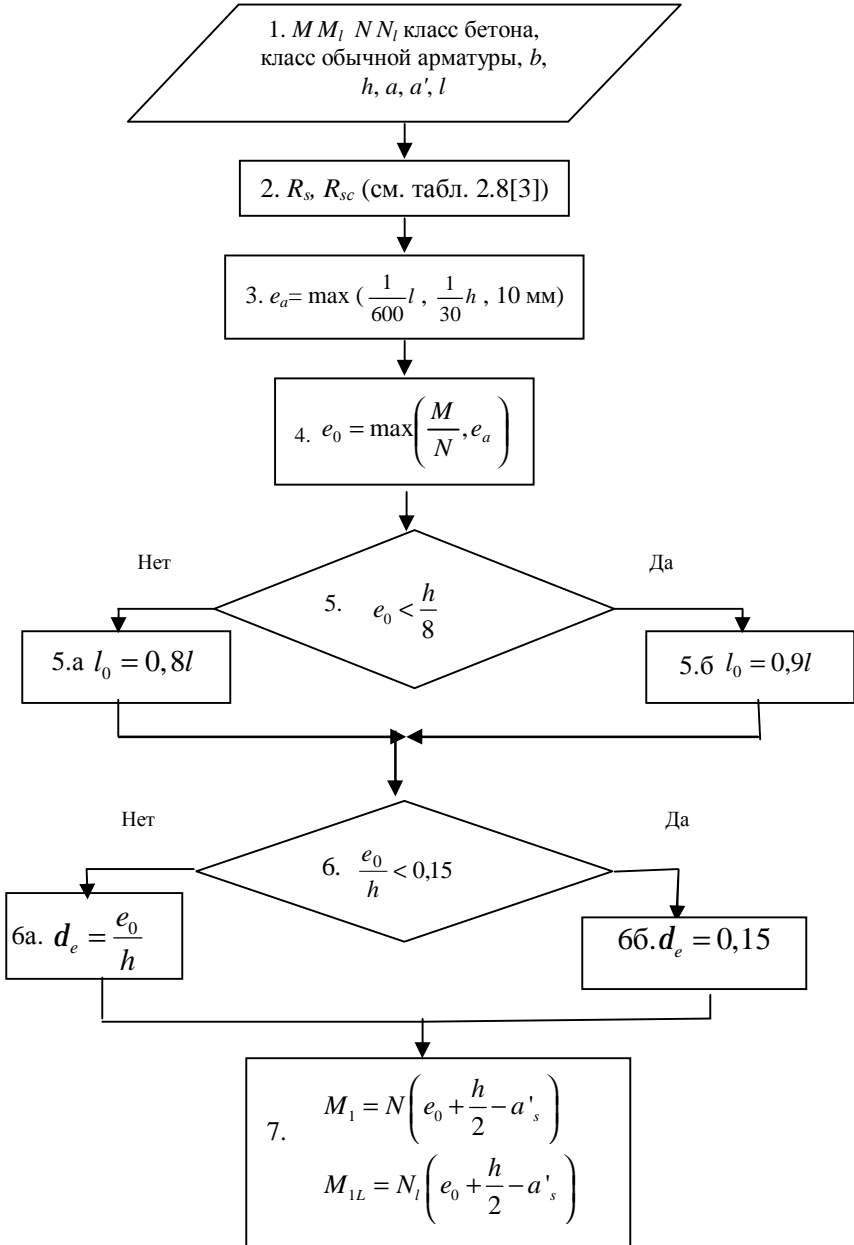 1. M M_l N N_l класс бетона,
класс обычной арматуры, b,
h, a, a', l
2. R_s, R_sc (см. табл. 2.8[3])
3. e_a= max ( 1/600 l , 1/30 h , 10 мм)
4. e_0 = max( M/N , e_a )
Нет
Да
5. e_0 < h/8
5.а l_0 = 0,8l
5.б l_0 = 0,9l
Нет
Да
6. e_0/h < 0,15
6а. d_e = e_0/h
6б. d_e = 0,15
M_1 = N( e_0 + h/2 − a'_s )
7.
M_1L = N_l( e_0 + h/2 − a'_s )